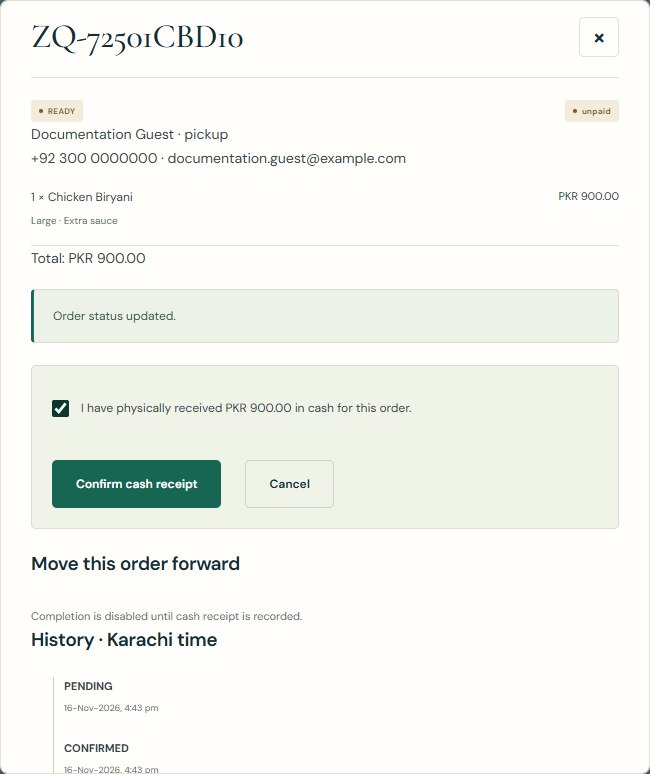 ZQ-72501CBD10
×
READY
unpaid
Documentation Guest · pickup
+92 300 0000000 · documentation.guest@example.com
1 × Chicken Biryani
PKR 900.00
Large · Extra sauce
Total: PKR 900.00
Order status updated.
I have physically received PKR 900.00 in cash for this order.
Confirm cash receipt
Cancel
Move this order forward
Completion is disabled until cash receipt is recorded.
History · Karachi time
PENDING
16-Nov-2026, 4:43 pm
CONFIRMED
16-Nov-2026, 4:43 pm